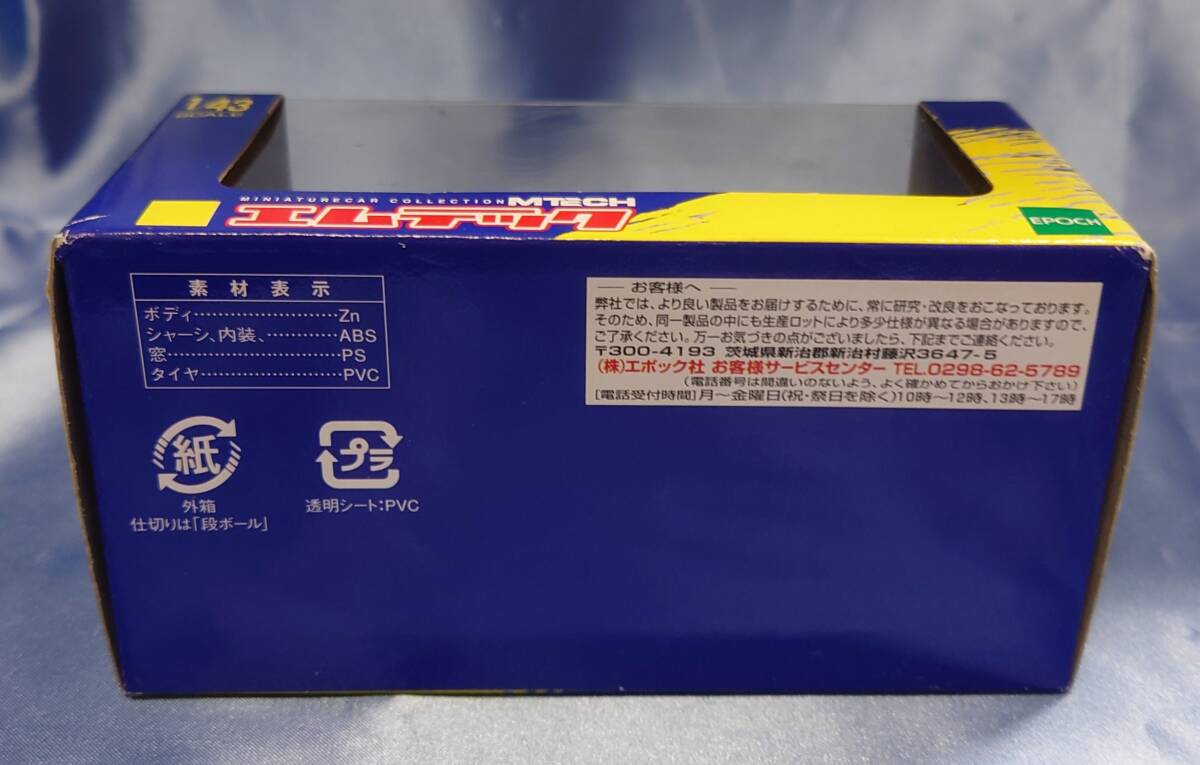 1:43
SCALE
MINIATURECAR COLLECTION MTECH
エムテック
EPOCH
素材表示
ボディ························Zn
シャーシ、内装、············ABS
窓·····························PS
タイヤ························PVC
お客様へ
弊社では、より良い製品をお届けするために、常に研究・改良をおこなっております。
そのため、同一製品の中にも生産ロットにより多少仕様が異なる場合がありますので、
ご了承ください。万一お気づきの点がございましたら、下記までご連絡ください。
〒300-4193 茨城県新治郡新治村藤沢3647-5
(株)エポック社 お客様サービスセンター TEL.0298-62-5789
(電話番号は間違いのないよう、よく確かめてからおかけ下さい)
[電話受付時間]月〜金曜日(祝・祭日を除く)10時〜12時、13時〜17時
紙
外箱
仕切りは「段ボール」
プラ
透明シート:PVC